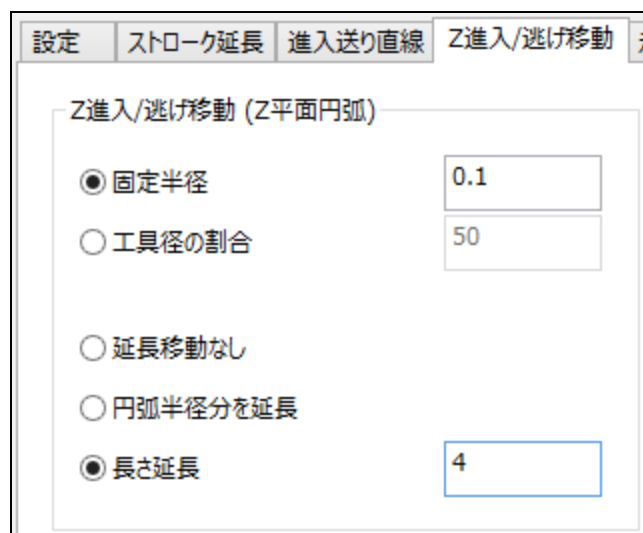 設定 ストローク延長 進入送り直線 Z進入/逃げ移動
Z進入/逃げ移動 (Z平面円弧)
固定半径 0.1
工具径の割合 50
延長移動なし
円弧半径分を延長
長さ延長 4